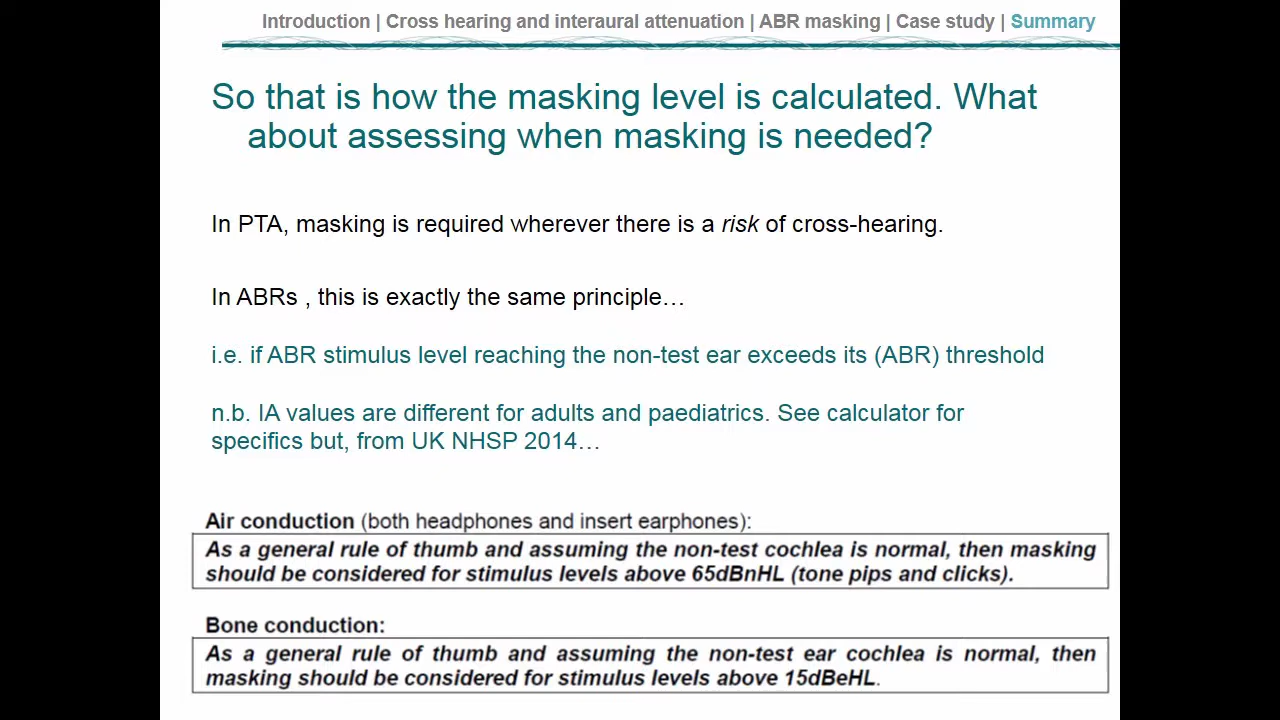 Introduction | Cross hearing and interaural attenuation | ABR masking | Case study | Summary
So that is how the masking level is calculated. What
about assessing when masking is needed?
In PTA, masking is required wherever there is a risk of cross-hearing.
In ABRs , this is exactly the same principle…
i.e. if ABR stimulus level reaching the non-test ear exceeds its (ABR) threshold
n.b. IA values are different for adults and paediatrics. See calculator for
specifics but, from UK NHSP 2014…
Air conduction (both headphones and insert earphones):
As a general rule of thumb and assuming the non-test cochlea is normal, then masking
should be considered for stimulus levels above 65dBnHL (tone pips and clicks).
Bone conduction:
As a general rule of thumb and assuming the non-test ear cochlea is normal, then
masking should be considered for stimulus levels above 15dBeHL.